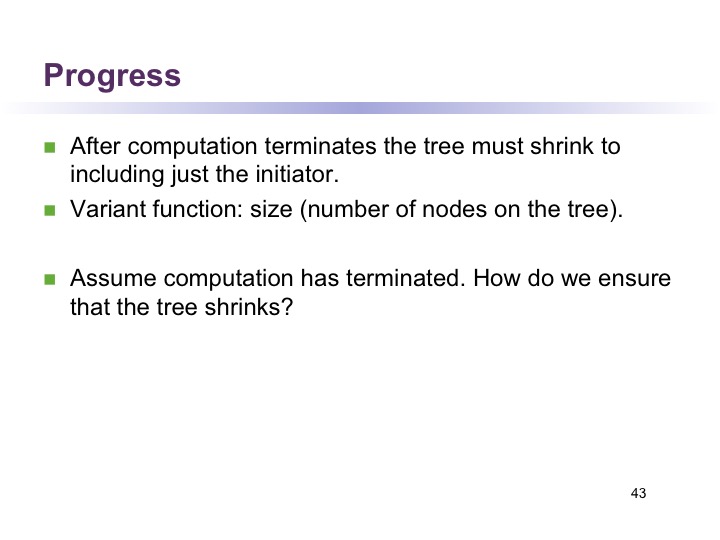 Progress
After computation terminates the tree must shrink to
including just the initiator.
Variant function: size (number of nodes on the tree).
Assume computation has terminated. How do we ensure
that the tree shrinks?
43